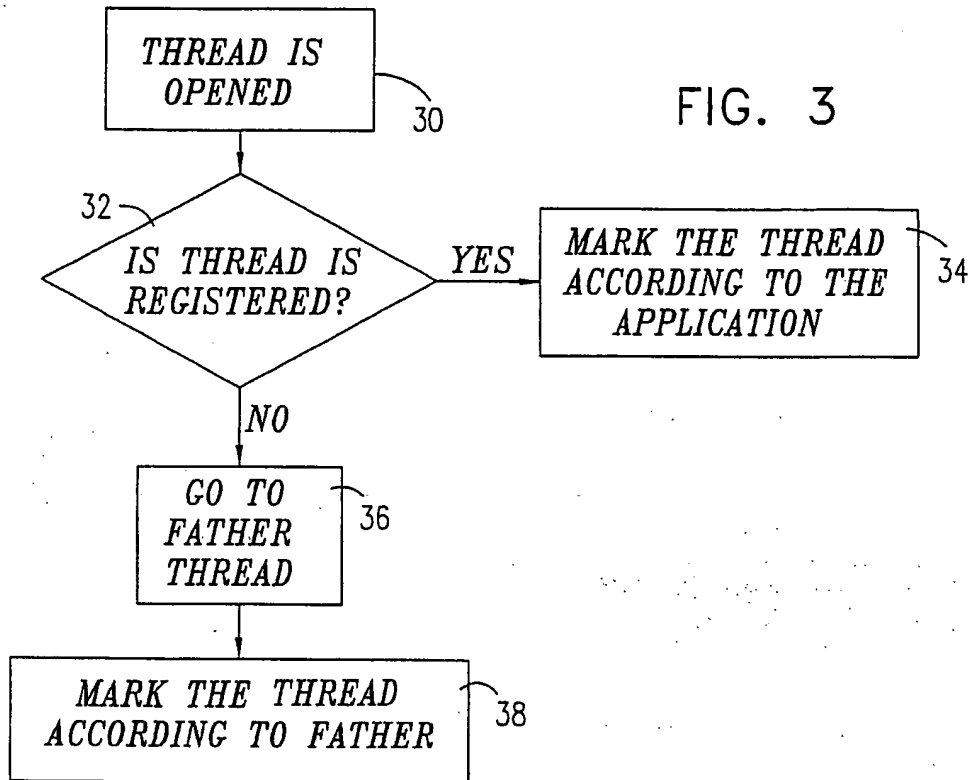 THREAD IS
OPENED
30
FIG. 3
32
IS THREAD IS
REGISTERED?
YES
MARK THE THREAD
ACCORDING TO THE
APPLICATION
34
NO
GO TO
FATHER
THREAD
36
MARK THE THREAD
ACCORDING TO FATHER
38